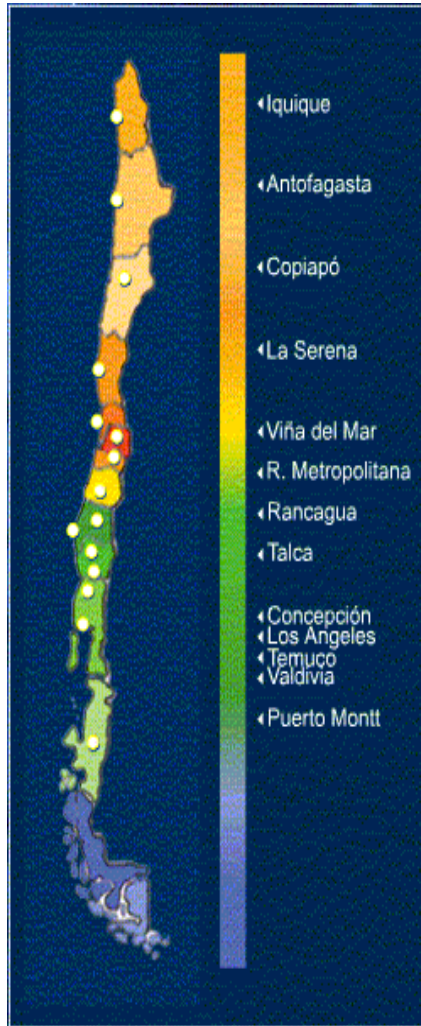 Iquique
Antofagasta
Copiapó
La Serena
Viña del Mar
R. Metropolitana
Rancagua
Talca
Concepción
Los Angeles
Temuco
Valdivia
Puerto Montt